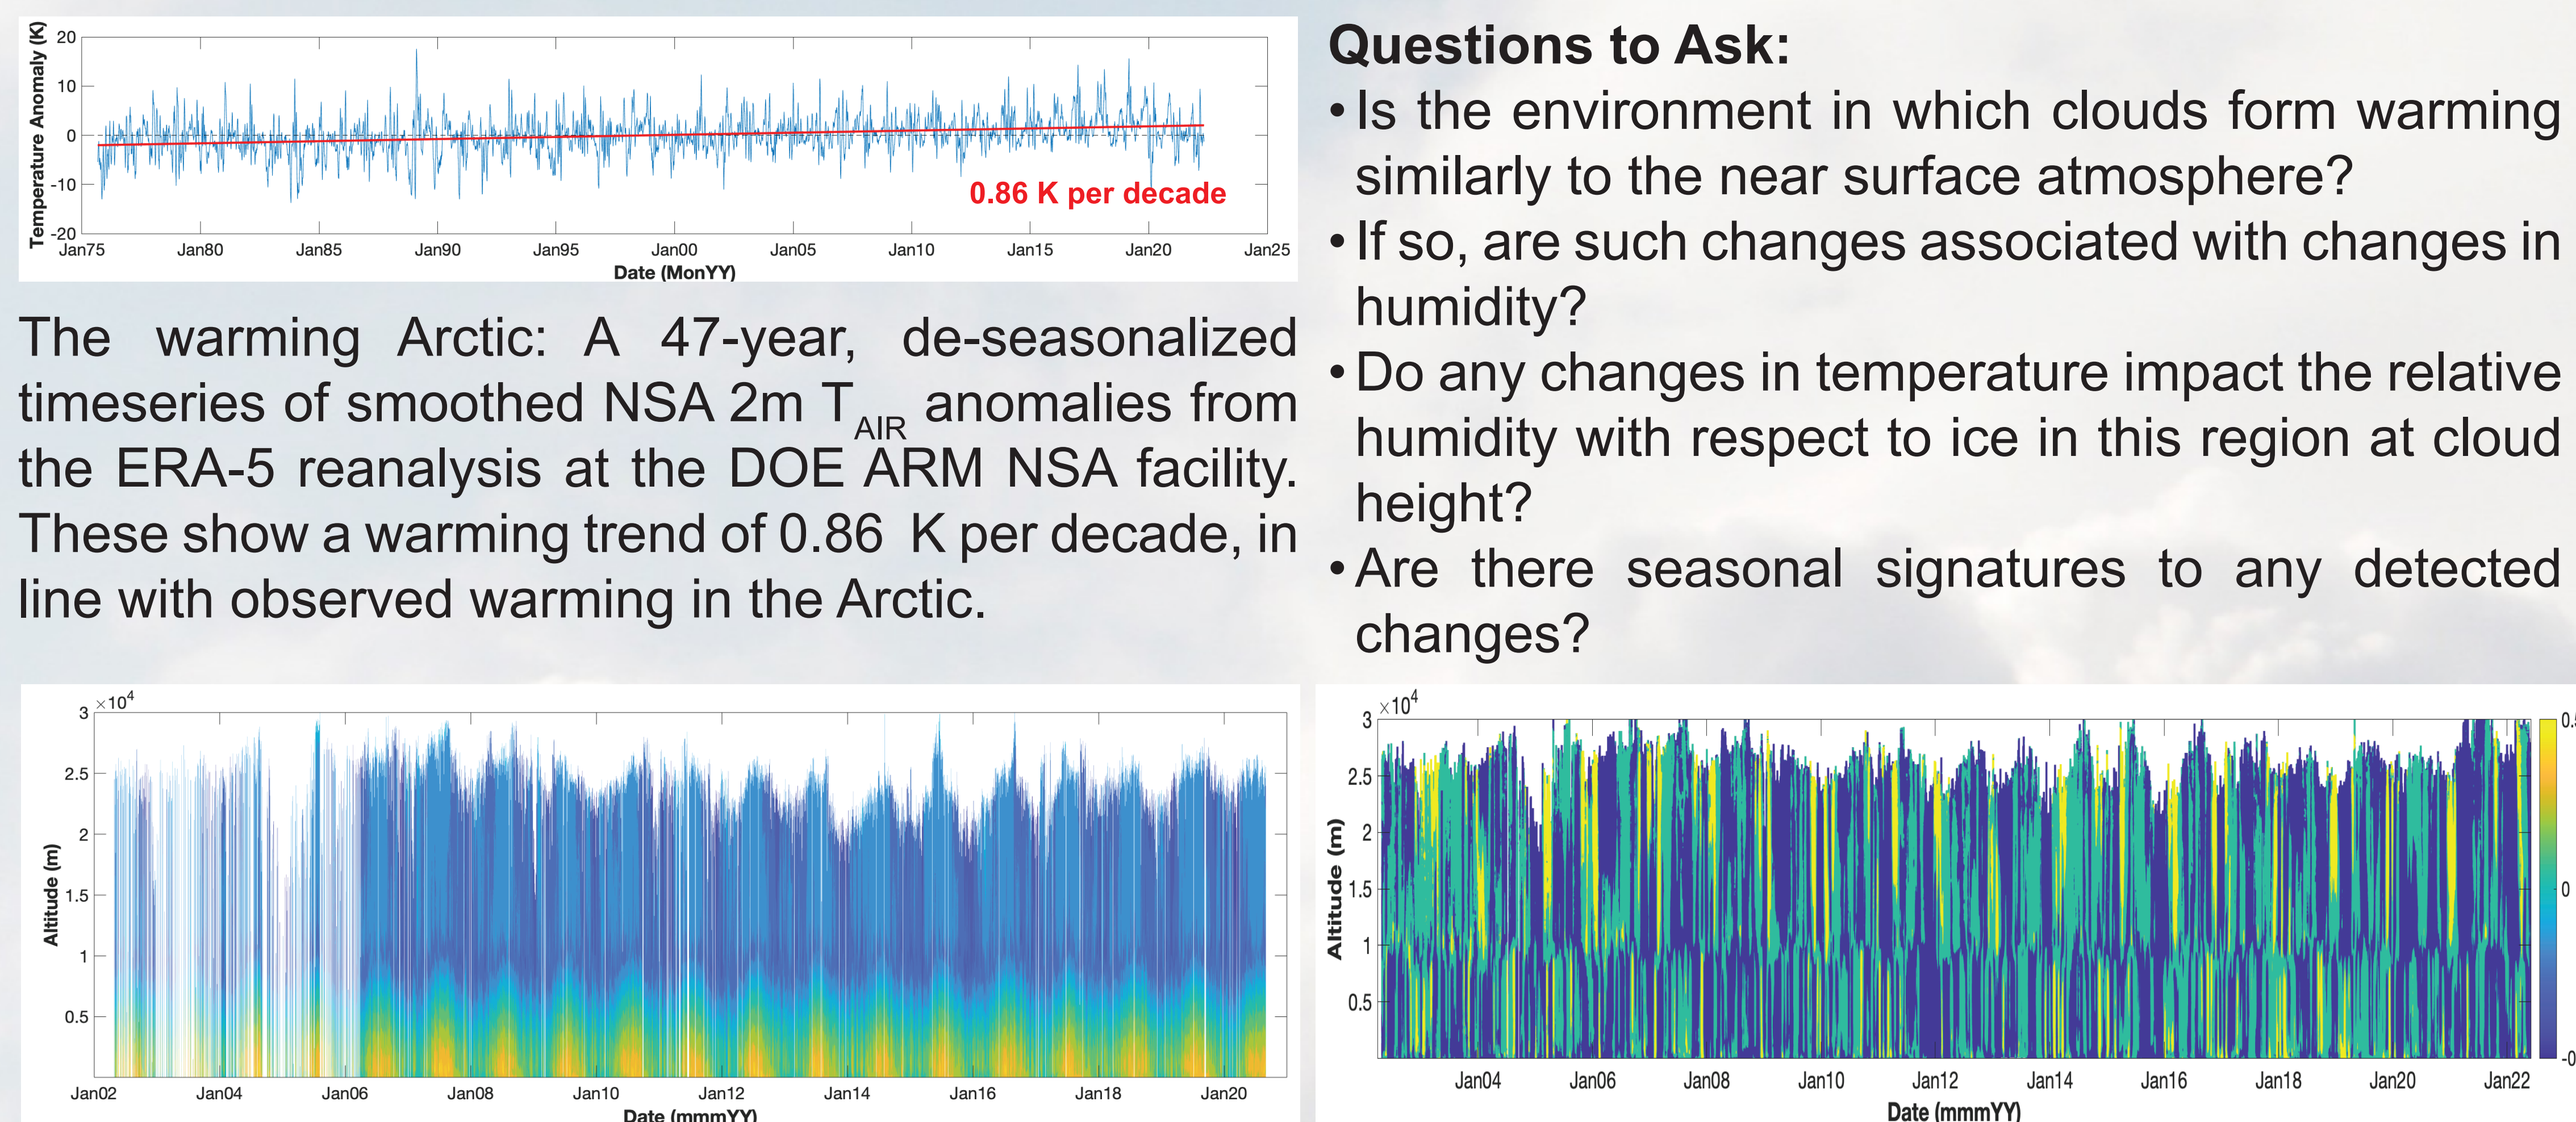 Temperature Anomaly (K)
20
10
0
-10
-20
Jan75 Jan80 Jan85 Jan90 Jan95 Jan00 Jan05 Jan10 Jan15 Jan20 Jan25
Date (MonYY)
0.86 K per decade
The warming Arctic: A 47-year, de-seasonalized
timeseries of smoothed NSA 2m T_AIR anomalies from
the ERA-5 reanalysis at the DOE ARM NSA facility.
These show a warming trend of 0.86 K per decade, in
line with observed warming in the Arctic.
Questions to Ask:
•Is the environment in which clouds form warming
similarly to the near surface atmosphere?
•If so, are such changes associated with changes in
humidity?
•Do any changes in temperature impact the relative
humidity with respect to ice in this region at cloud
height?
•Are there seasonal signatures to any detected
changes?
×10^4
3
2.5
2
1.5
1
0.5
Altitude (m)
Jan02 Jan04 Jan06 Jan08 Jan10 Jan12 Jan14 Jan16 Jan18 Jan20
Date (mmmYY)
×10^4
3
2.5
2
1.5
1
0.5
Altitude (m)
Jan04 Jan06 Jan08 Jan10 Jan12 Jan14 Jan16 Jan18 Jan20 Jan22
Date (mmmYY)
0